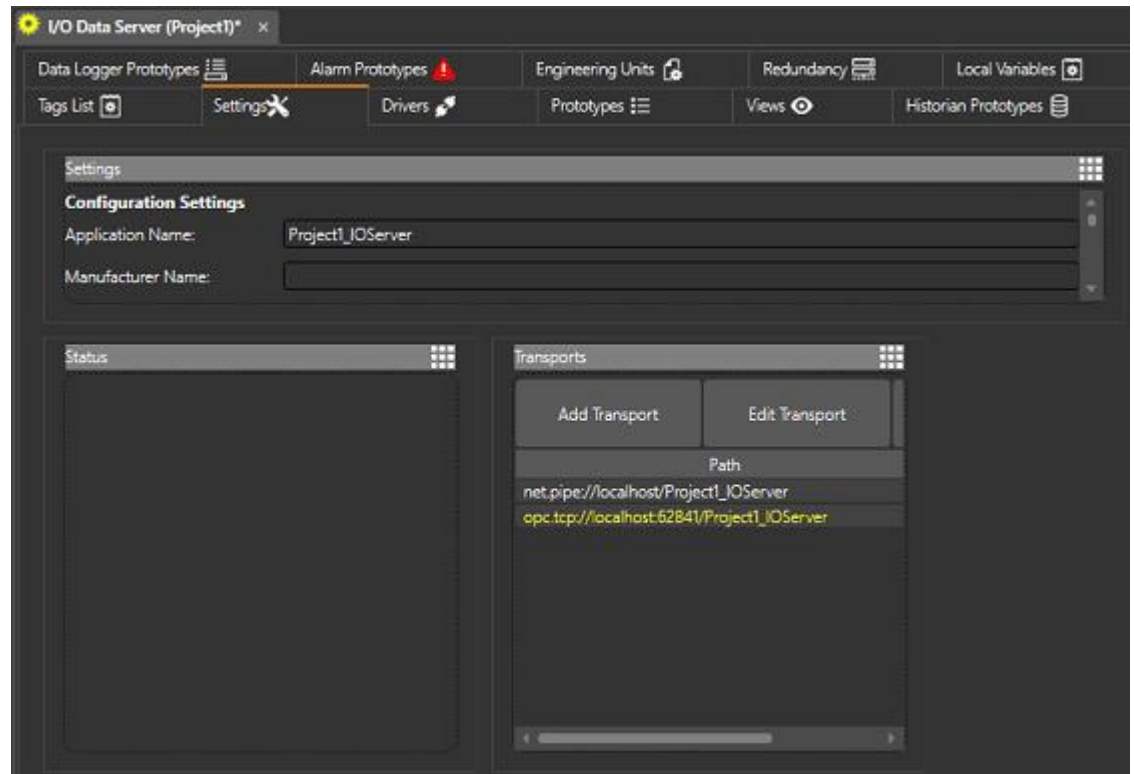 I/O Data Server (Project1)* ×
Data Logger Prototypes Alarm Prototypes Engineering Units Redundancy Local Variables
Tags List Settings Drivers Prototypes Views Historian Prototypes
Settings
Configuration Settings
Application Name: Project1_IOServer
Manufacturer Name:
Status
Transports
Add Transport Edit Transport
Path
net.pipe://localhost/Project1_IOServer
opc.tcp://localhost:62841/Project1_IOServer